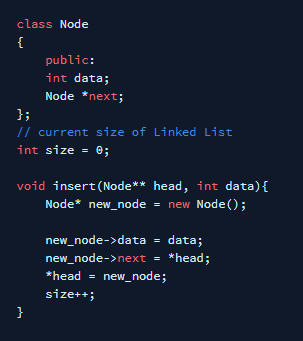 class Node
{
    public:
    int data;
    Node *next;
};
// current size of Linked List
int size = 0;

void insert(Node** head, int data){
    Node* new_node = new Node();

    new_node->data = data;
    new_node->next = *head;
    *head = new_node;
    size++;
}